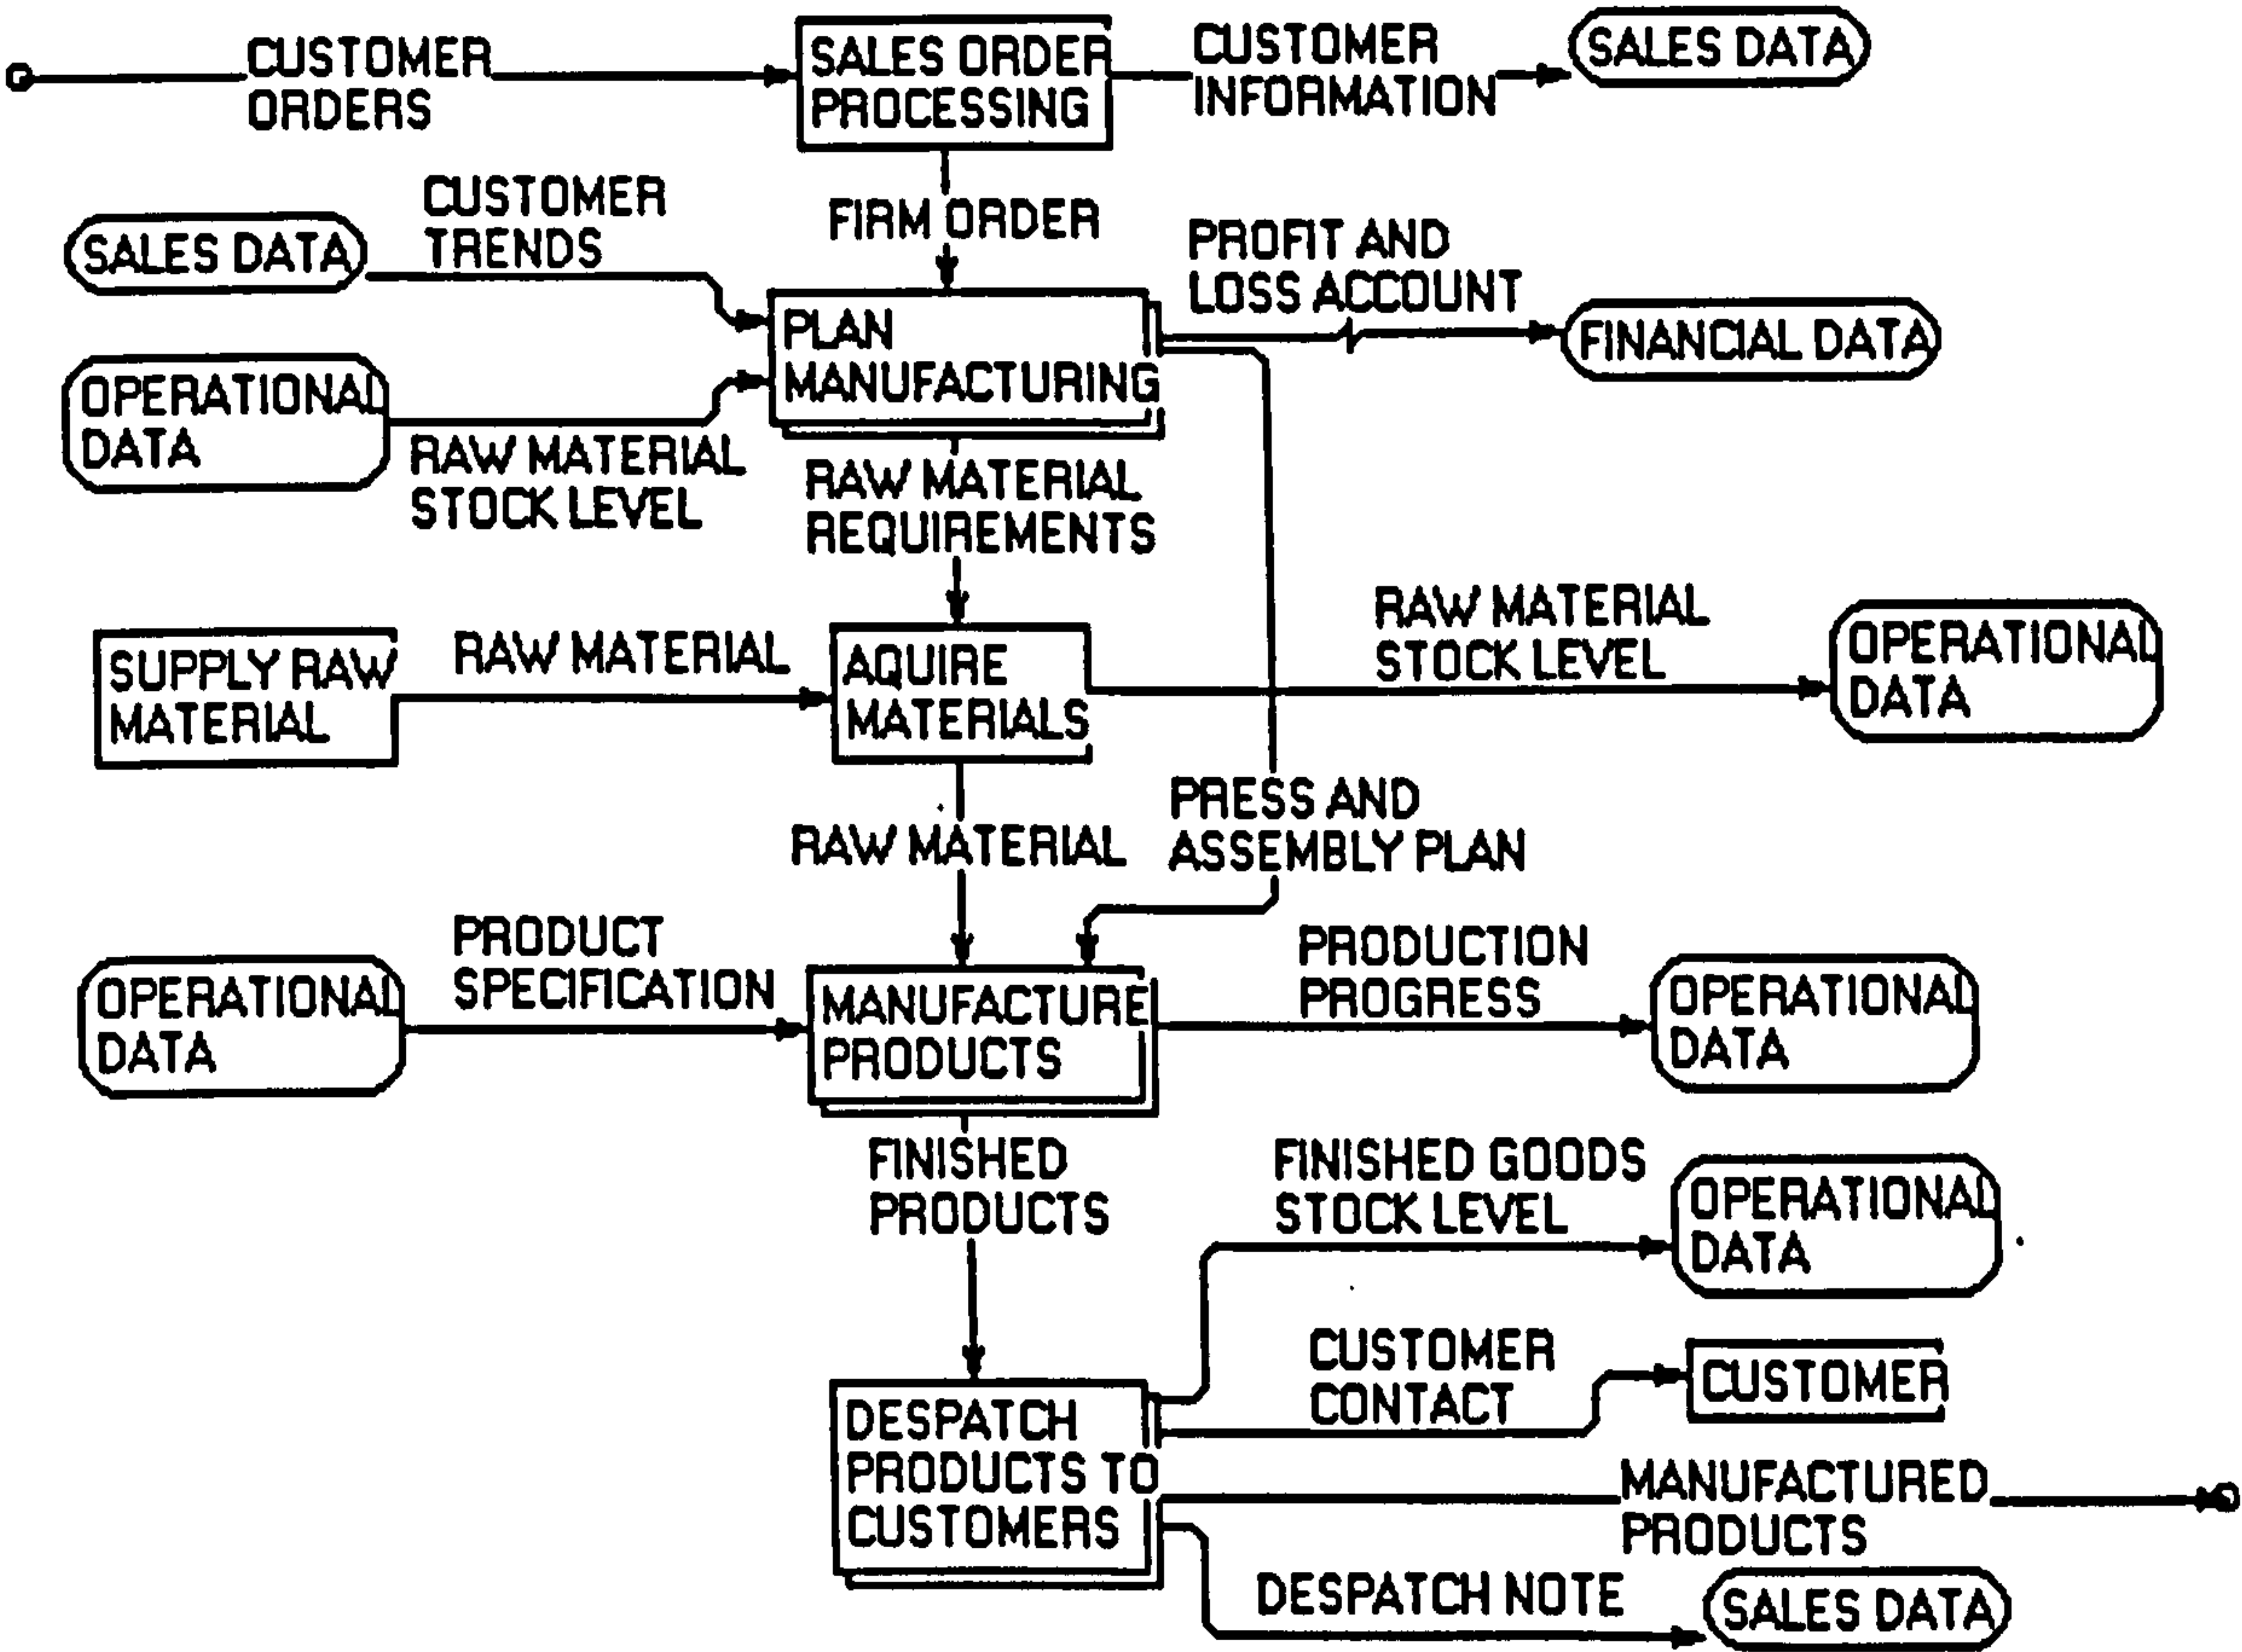 CUSTOMER
ORDERS
SALES ORDER
PROCESSING
CUSTOMER
INFORMATION
SALES DATA
CUSTOMER
TRENDS
FIRM ORDER
SALES DATA
PROFIT AND
LOSS ACCOUNT
PLAN
MANUFACTURING
FINANCIAL DATA
OPERATIONAL
DATA
RAW MATERIAL
STOCK LEVEL
RAW MATERIAL
REQUIREMENTS
SUPPLY RAW
MATERIAL
RAW MATERIAL
AQUIRE
MATERIALS
RAW MATERIAL
STOCK LEVEL
OPERATIONAL
DATA
RAW MATERIAL
PRESS AND
ASSEMBLY PLAN
OPERATIONAL
DATA
PRODUCT
SPECIFICATION
MANUFACTURE
PRODUCTS
PRODUCTION
PROGRESS
OPERATIONAL
DATA
FINISHED
PRODUCTS
FINISHED GOODS
STOCK LEVEL
OPERATIONAL
DATA
CUSTOMER
CONTACT
CUSTOMER
DESPATCH
PRODUCTS TO
CUSTOMERS
MANUFACTURED
PRODUCTS
DESPATCH NOTE
SALES DATA